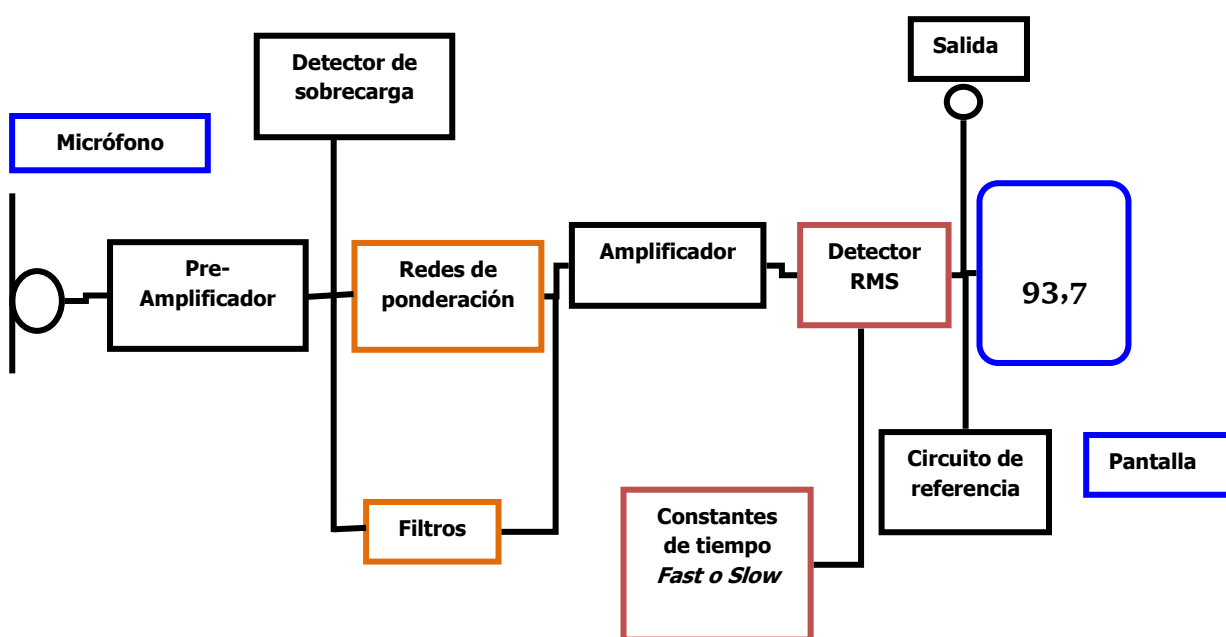 Salida
Detector de
sobrecarga
Micrófono
Pre-
Amplificador
Redes de
ponderación
Amplificador
Detector
RMS
93,7
Filtros
Constantes
de tiempo
Fast o Slow
Circuito de
referencia
Pantalla